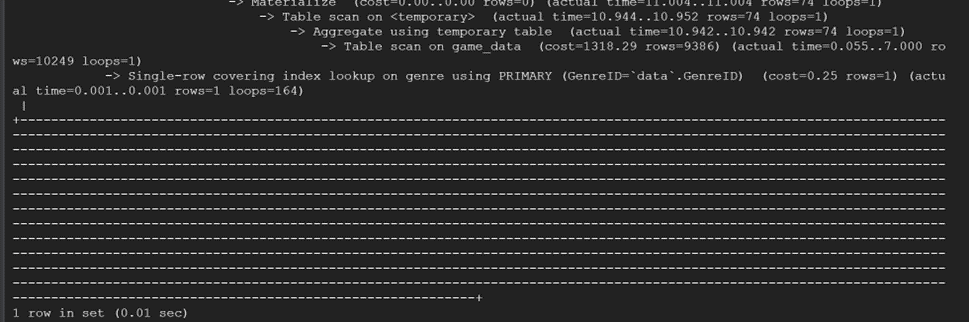 -> Materialize  (cost=0.00..0.00 rows=0) (actual time=11.004..11.004 rows=74 loops=1)
-> Table scan on <temporary>  (actual time=10.944..10.952 rows=74 loops=1)
-> Aggregate using temporary table  (actual time=10.942..10.942 rows=74 loops=1)
-> Table scan on game_data  (cost=1318.29 rows=9386) (actual time=0.055..7.000 ro
ws=10249 loops=1)
-> Single-row covering index lookup on genre using PRIMARY (GenreID=`data`.GenreID)  (cost=0.25 rows=1) (actu
al time=0.001..0.001 rows=1 loops=164)
|
1 row in set (0.01 sec)